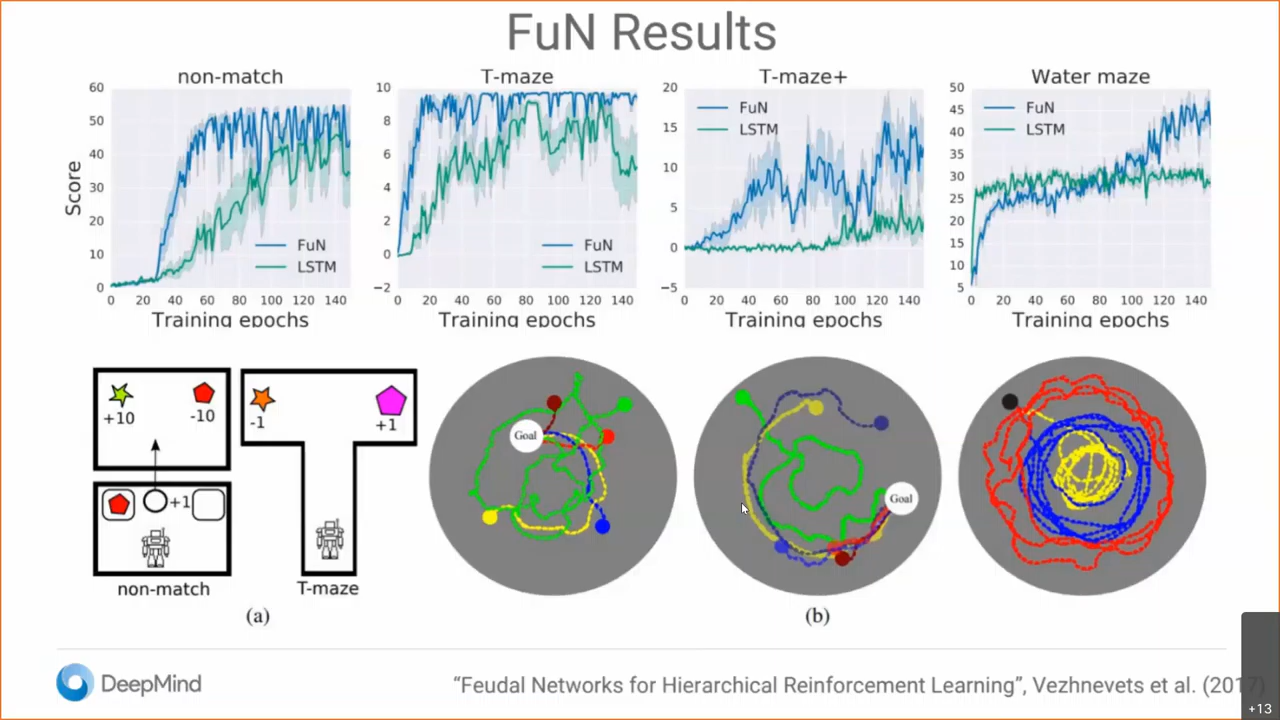 FuN Results
non-match
T-maze
T-maze+
Water maze
Score
60
50
40
30
20
10
0
FuN
LSTM
0 20 40 60 80 100 120 140
Training epochs
10
8
6
4
2
0
−2
FuN
LSTM
0 20 40 60 80 100 120 140
Training epochs
20
15
10
5
0
−5
FuN
LSTM
0 20 40 60 80 100 120 140
Training epochs
50
45
40
35
30
25
20
15
10
5
FuN
LSTM
0 20 40 60 80 100 120 140
Training epochs
+10
-10
+1
non-match
-1
+1
T-maze
(a)
Goal
Goal
(b)
DeepMind
“Feudal Networks for Hierarchical Reinforcement Learning”, Vezhnevets et al. (2017)
+13